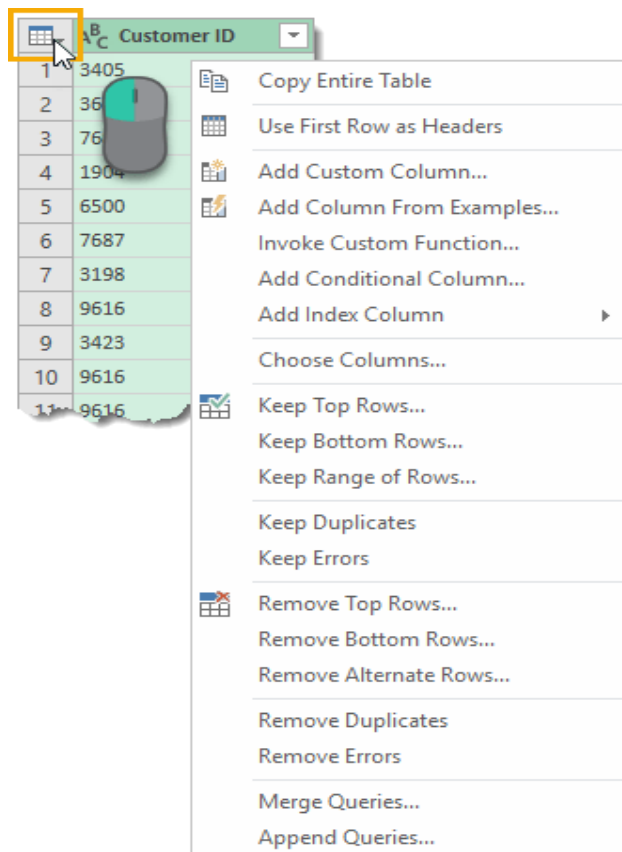 ABC Customer ID
1 3405
2
3
4 1904
5 6500
6 7687
7 3198
8 9616
9 3423
10 9616
11 9616
Copy Entire Table
Use First Row as Headers
Add Custom Column...
Add Column From Examples...
Invoke Custom Function...
Add Conditional Column...
Add Index Column
Choose Columns...
Keep Top Rows...
Keep Bottom Rows...
Keep Range of Rows...
Keep Duplicates
Keep Errors
Remove Top Rows...
Remove Bottom Rows...
Remove Alternate Rows...
Remove Duplicates
Remove Errors
Merge Queries...
Append Queries...